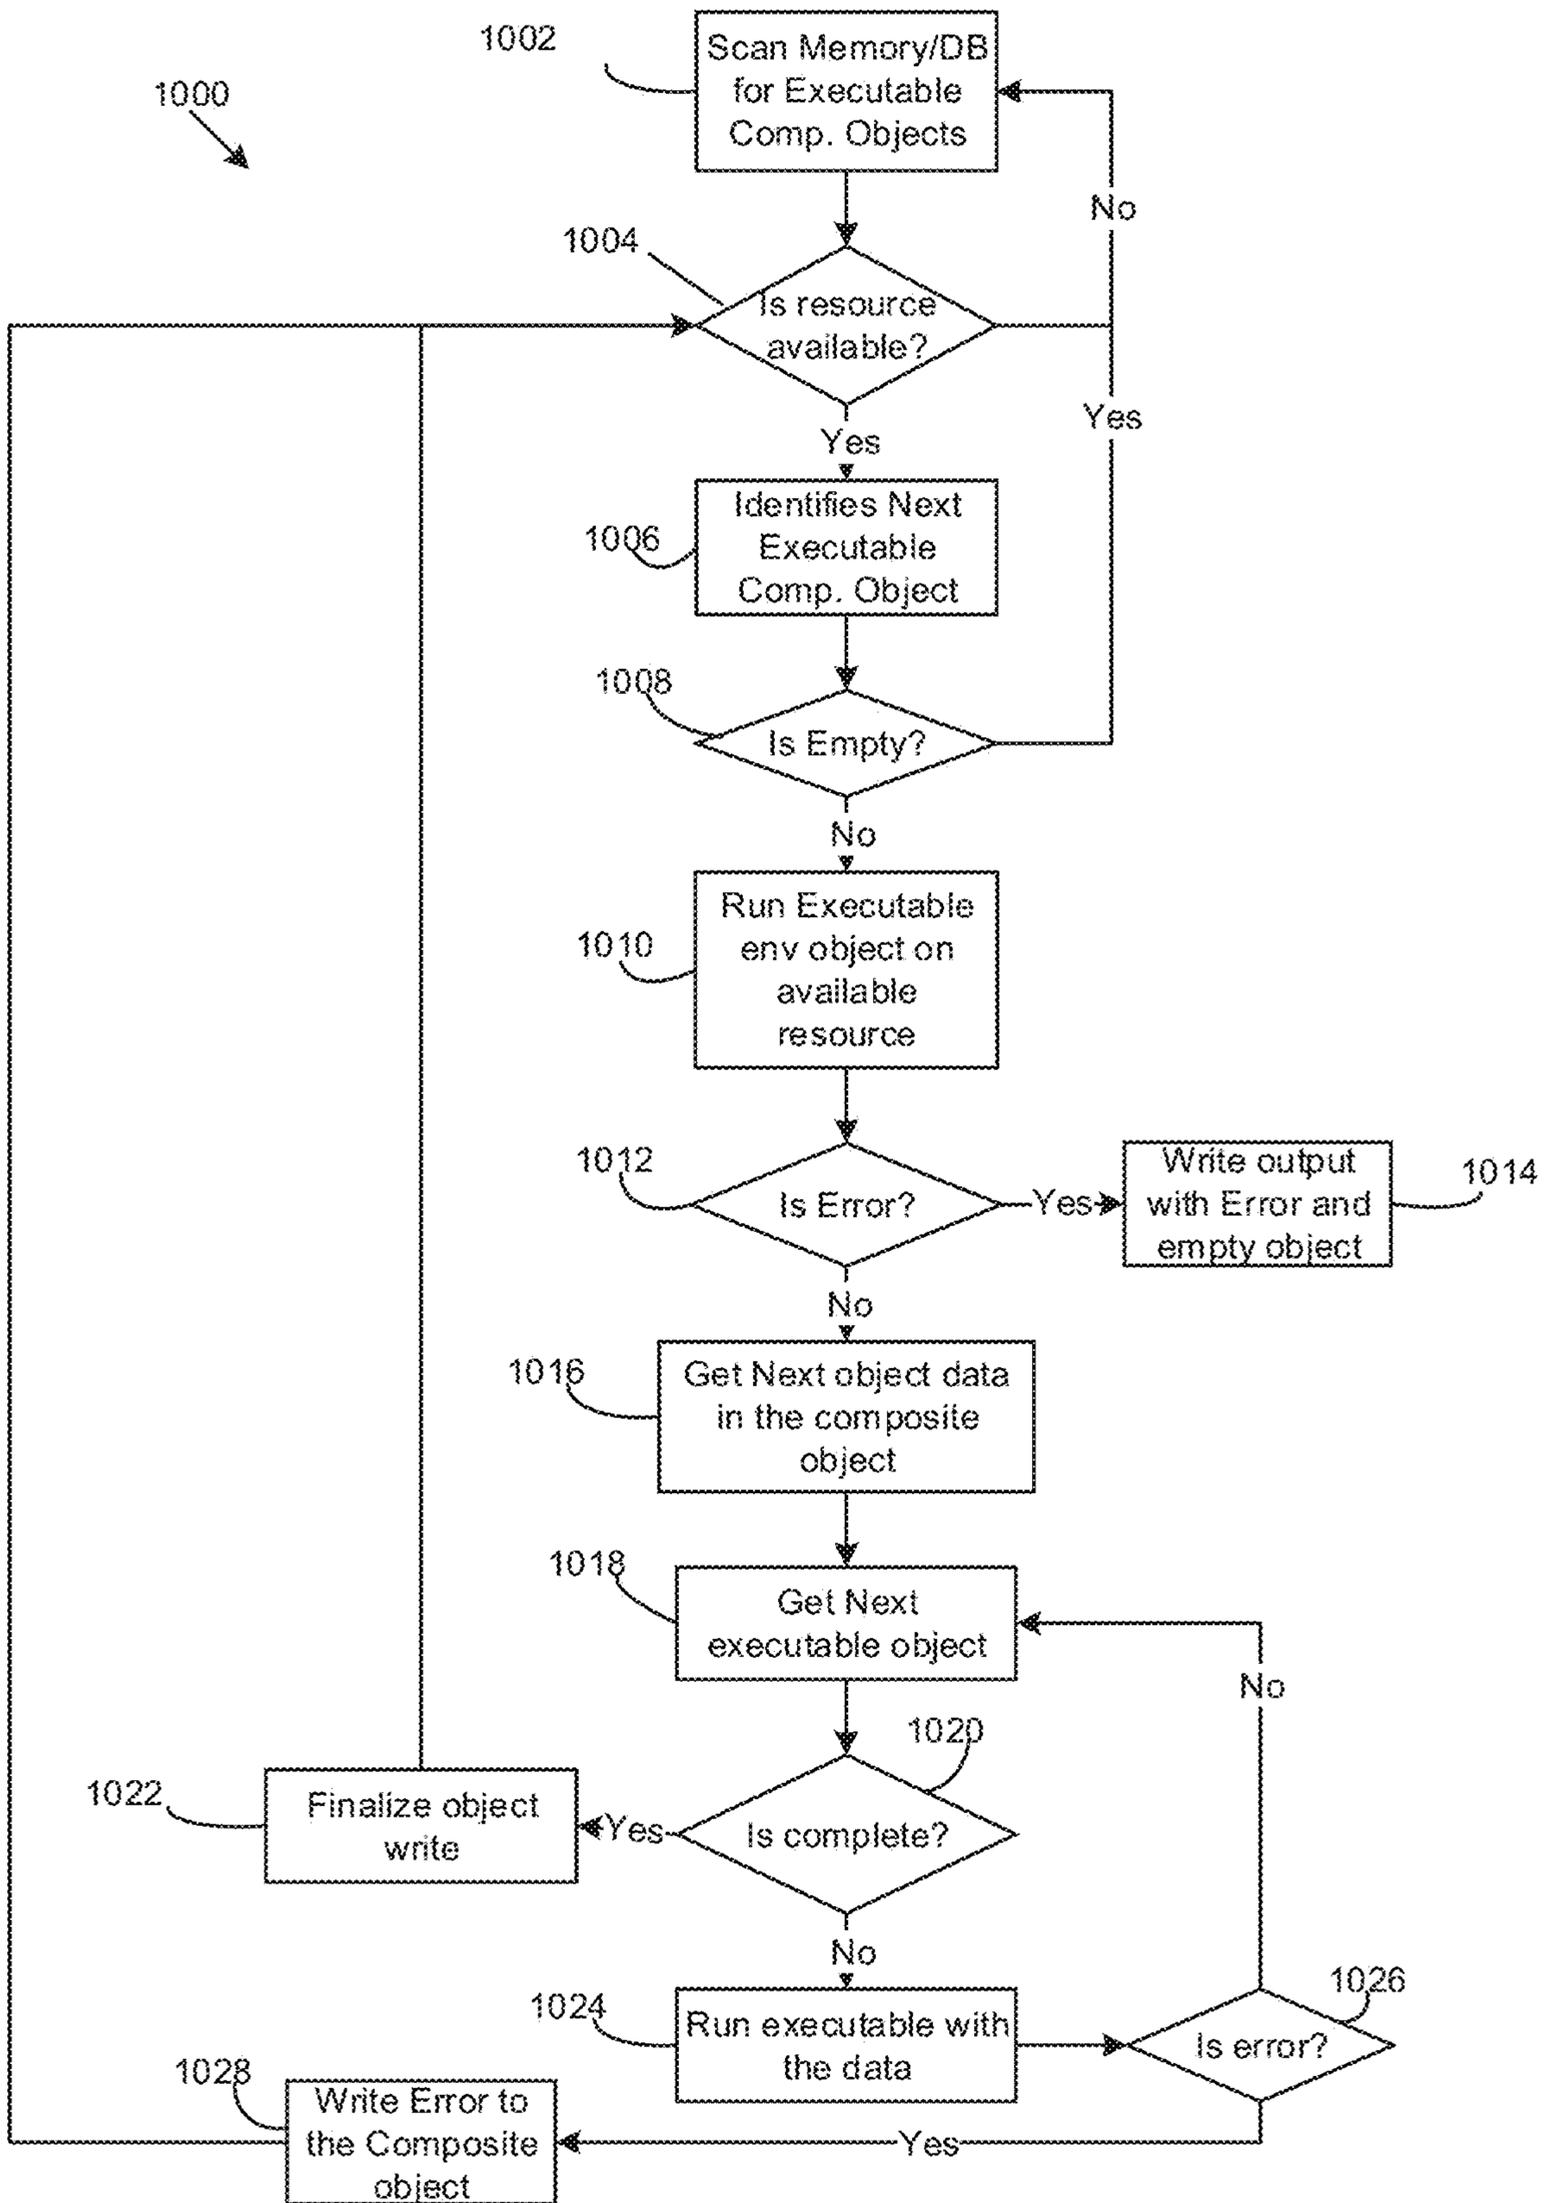 1002
Scan Memory/DB
for Executable
Comp. Objects
1000
No
1004
Is resource
available?
Yes
Yes
1006
Identifies Next
Executable
Comp. Object
1008
Is Empty?
No
1010
Run Executable
env object on
available
resource
1012
Is Error?
Yes
Write output
with Error and
empty object
1014
No
1016
Get Next object data
in the composite
object
1018
Get Next
executable object
No
1020
1022
Finalize object
write
Yes
Is complete?
No
1024
Run executable with
the data
1026
Is error?
1028
Write Error to
the Composite
object
Yes